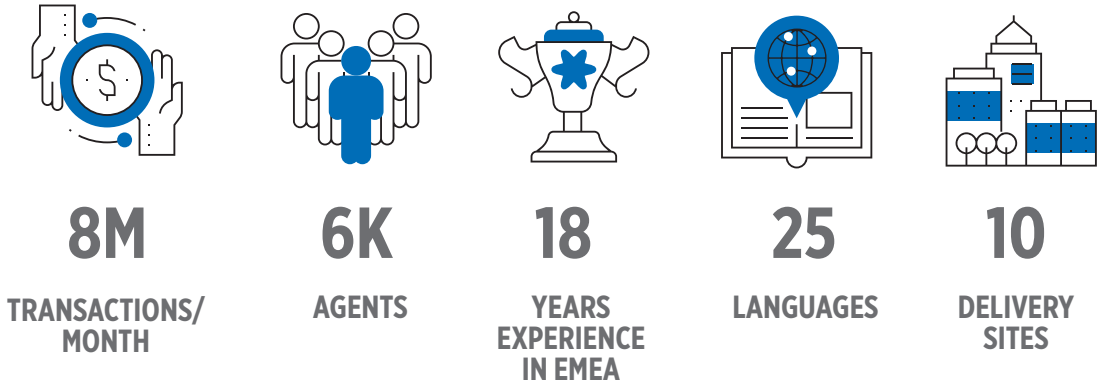 $
8M
TRANSACTIONS/
MONTH
6K
AGENTS
18
YEARS
EXPERIENCE
IN EMEA
25
LANGUAGES
10
DELIVERY
SITES